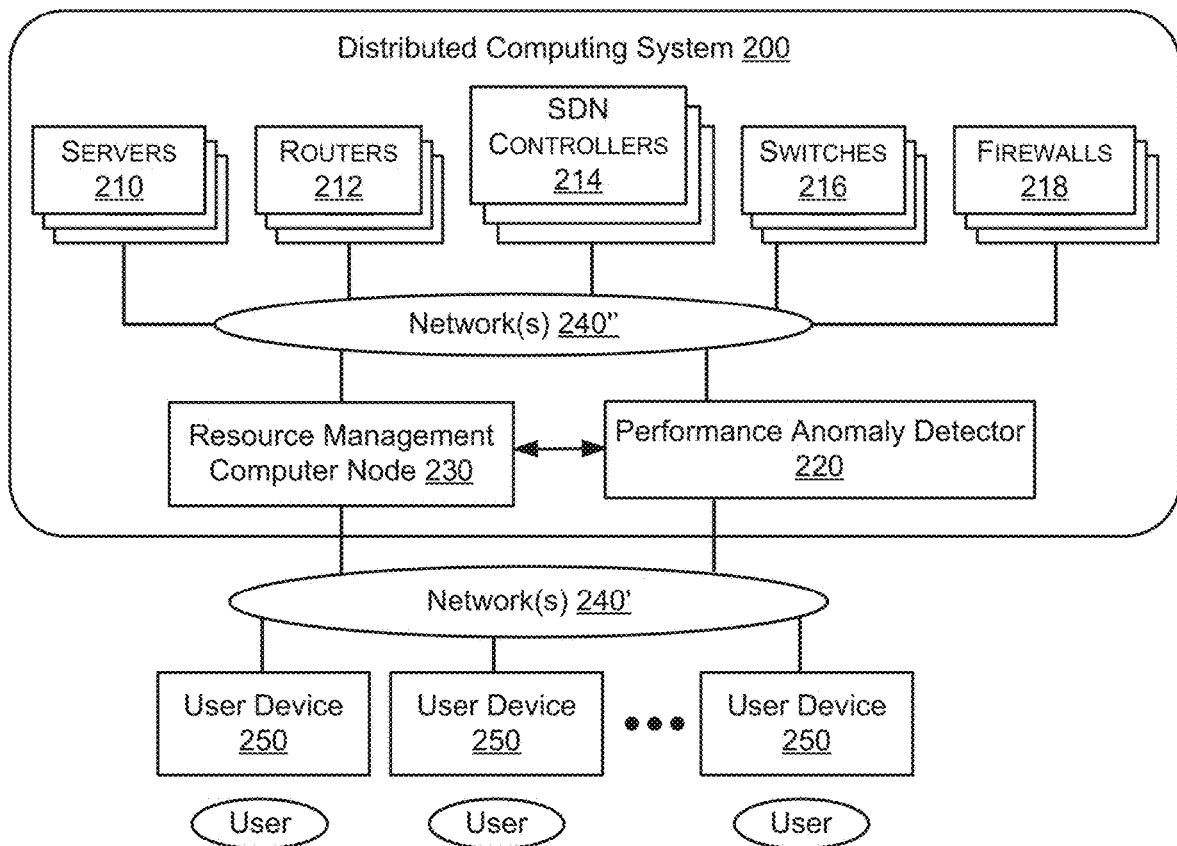 Distributed Computing System 200
SERVERS
210
ROUTERS
212
SDN
CONTROLLERS
214
SWITCHES
216
FIREWALLS
218
Network(s) 240"
Resource Management
Computer Node 230
Performance Anomaly Detector
220
Network(s) 240'
User Device
250
User Device
250
User Device
250
User
User
User